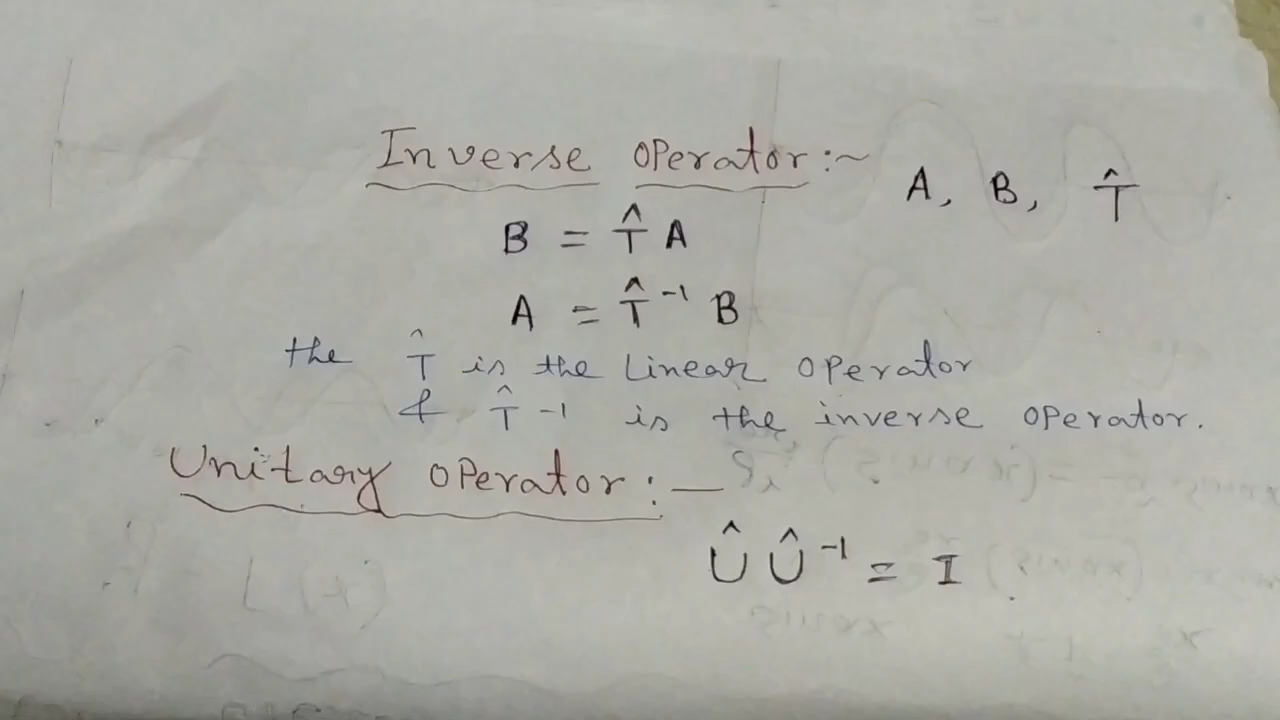 Inverse operator:~
A, B, T̂
B = T̂ A
A = T̂⁻¹ B
the T̂ is the Linear operator
& T̂⁻¹ is the inverse operator.
Unitary operator:—
Û Û⁻¹ = I